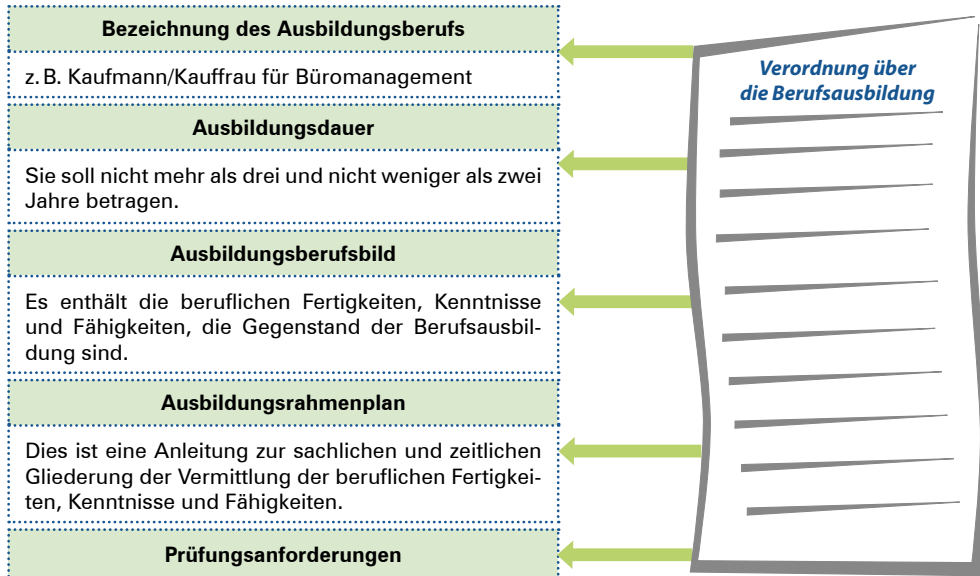 Bezeichnung des Ausbildungsberufs
z. B. Kaufmann/Kauffrau für Büromanagement
Ausbildungsdauer
Sie soll nicht mehr als drei und nicht weniger als zwei
Jahre betragen.
Ausbildungsberufsbild
Es enthält die beruflichen Fertigkeiten, Kenntnisse
und Fähigkeiten, die Gegenstand der Berufsausbil-
dung sind.
Ausbildungsrahmenplan
Dies ist eine Anleitung zur sachlichen und zeitlichen
Gliederung der Vermittlung der beruflichen Fertigkei-
ten, Kenntnisse und Fähigkeiten.
Prüfungsanforderungen
Verordnung über
die Berufsausbildung